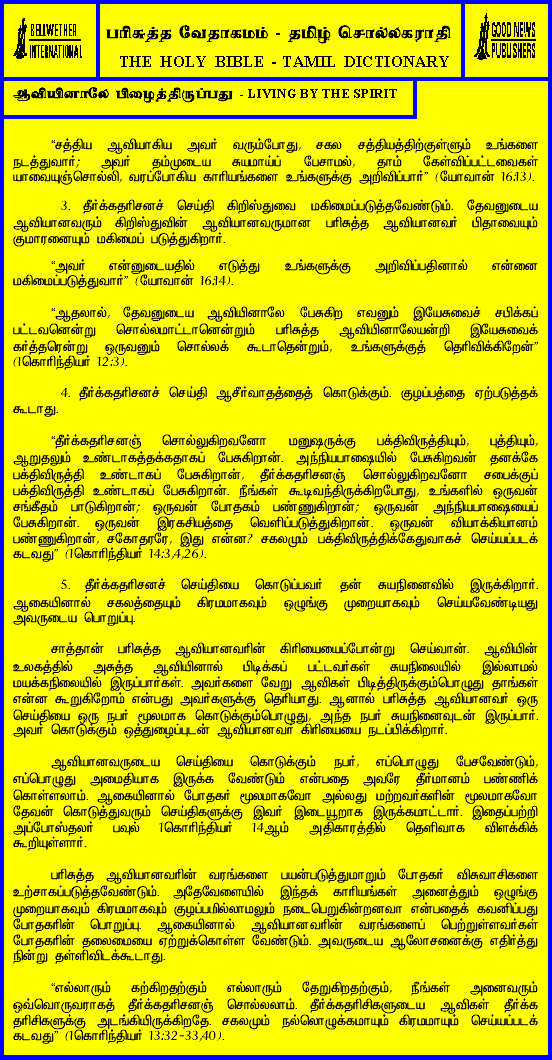 BELLWETHER
INTERNATIONAL
பரிசுத்த வேதாகமம் - தமிழ் சொல்லகராதி
THE HOLY BIBLE - TAMIL DICTIONARY
GOOD NEWS
PUBLISHERS
ஆவியினாலே பிழைத்திருப்பது - LIVING BY THE SPIRIT
“சத்திய ஆவியாகிய அவர் வரும்போது, சகல சத்தியத்திற்குள்ளும் உங்களை
நடத்துவார்; அவர் தம்முடைய சுயமாய்ப் பேசாமல், தாம் கேள்விப்பட்டவைகள்
யாவையுஞ்சொல்லி, வரப்போகிய காரியங்களை உங்களுக்கு அறிவிப்பார்” (யோவான் 16:13).
3. தீர்க்கதரிசனச் செய்தி கிறிஸ்துவை மகிமைப்படுத்தவேண்டும். தேவனுடைய
ஆவியானவரும் கிறிஸ்துவின் ஆவியானவருமான பரிசுத்த ஆவியானவர் பிதாவையும்
குமாரனையும் மகிமைப் படுத்துகிறார்.
“அவர் என்னுடையதில் எடுத்து உங்களுக்கு அறிவிப்பதினால் என்னை
மகிமைப்படுத்துவார்” (யோவான் 16:14).
“ஆதலால், தேவனுடைய ஆவியினாலே பேசுகிற எவனும் இயேசுவைச் சபிக்கப்
பட்டவனென்று சொல்லமாட்டானென்றும் பரிசுத்த ஆவியினாலேயன்றி இயேசுவைக்
கர்த்தரென்று ஒருவனும் சொல்லக் கூடாதென்றும், உங்களுக்குத் தெரிவிக்கிறேன்”
(1கொரிந்தியர் 12:3).
4. தீர்க்கதரிசனச் செய்தி ஆசீர்வாதத்தைத் கொடுக்கும். குழப்பத்தை ஏற்படுத்தக்
கூடாது.
“தீர்க்கதரிசனஞ் சொல்லுகிறவனோ மனுஷருக்கு பக்திவிருத்தியும், புத்தியும்,
ஆறுதலும் உண்டாகத்தக்கதாகப் பேசுகிறான். அந்நியபாஷையில் பேசுகிறவன் தனக்கே
பக்திவிருத்தி உண்டாகப் பேசுகிறான், தீர்க்கதரிசனஞ் சொல்லுகிறவனோ சபைக்குப்
பக்திவிருத்தி உண்டாகப் பேசுகிறான். நீங்கள் கூடிவந்திருக்கிறபோது, உங்களில் ஒருவன்
சங்கீதம் பாடுகிறான்; ஒருவன் போதகம் பண்ணுகிறான்; ஒருவன் அந்நியபாஷையைப்
பேசுகிறான். ஒருவன் இரகசியத்தை வெளிப்படுத்துகிறான். ஒருவன் வியாக்கியானம்
பண்ணுகிறான், சகோதரரே, இது என்ன? சகலமும் பக்திவிருத்திக்கேதுவாகச் செய்யப்படக்
கடவது” (1கொரிந்தியர் 14:3,4,26).
5. தீர்க்கதரிசனச் செய்தியை கொடுப்பவர் தன் சுயநினைவில் இருக்கிறார்.
ஆகையினால் சகலத்தையும் கிரமமாகவும் ஒழுங்கு முறையாகவும் செய்யவேண்டியது
அவருடைய பொறுப்பு.
சாத்தான் பரிசுத்த ஆவியானவரின் கிரியையைப்போன்று செய்வான். ஆவியின்
உலகத்தில் அசுத்த ஆவியினால் பிடிக்கப் பட்டவர்கள் சுயநிலையில் இல்லாமல்
மயக்கநிலையில் இருப்பார்கள். அவர்களை வேறு ஆவிகள் பிடித்திருக்கும்பொழுது தாங்கள்
என்ன கூறுகிறோம் என்பது அவர்களுக்கு தெரியாது. ஆனால் பரிசுத்த ஆவியானவர் ஒரு
செய்தியை ஒரு நபர் மூலமாக கொடுக்கும்பொழுது, அந்த நபர் சுயநினைவுடன் இருப்பார்.
அவர் கொடுக்கும் ஒத்துழைப்புடன் ஆவியானவர் கிரியையை நடப்பிக்கிறார்.
ஆவியானவருடைய செய்தியை கொடுக்கும் நபர், எப்பொழுது பேசவேண்டும்,
எப்பொழுது அமைதியாக இருக்க வேண்டும் என்பதை அவரே தீர்மானம் பண்ணிக்
கொள்ளலாம். ஆகையினால் போதகர் மூலமாகவோ அல்லது மற்றவர்களின் மூலமாகவோ
தேவன் கொடுத்துவரும் செய்திகளுக்கு இவர் இடையூறாக இருக்கமாட்டார். இதைப்பற்றி
அப்போஸ்தலர் பவுல் 1கொரிந்தியர் 14ஆம் அதிகாரத்தில் தெளிவாக விளக்கிக்
கூறியுள்ளார்.
பரிசுத்த ஆவியானவரின் வரங்களை பயன்படுத்துமாறும் போதகர் விசுவாசிகளை
உற்சாகப்படுத்தவேண்டும். அதேவேளையில் இந்தக் காரியங்கள் அனைத்தும் ஒழுங்கு
முறையாகவும் கிரமமாகவும் குழப்பமில்லாமலும் நடைபெறுகின்றனவா என்பதைக் கவனிப்பது
போதகரின் பொறுப்பு. ஆகையினால் ஆவியானவரின் வரங்களைப் பெற்றுள்ளவர்கள்
போதகரின் தலைமையை ஏற்றுக்கொள்ள வேண்டும். அவருடைய ஆலோசனைக்கு எதிர்த்து
நின்று தள்ளிவிடக்கூடாது.
“எல்லாரும் கற்கிறதற்கும் எல்லாரும் தேறுகிறதற்கும், நீங்கள் அனைவரும்
ஒவ்வொருவராகத் தீர்க்கதரிசனஞ் சொல்லலாம். தீர்க்கதரிசிகளுடைய ஆவிகள் தீர்க்க
தரிசிகளுக்கு அடங்கியிருக்கிறதே. சகலமும் நல்லொழுக்கமாயும் கிரமமாயும் செய்யப்படக்
கடவது” (1கொரிந்தியர் 13:32-33,40).